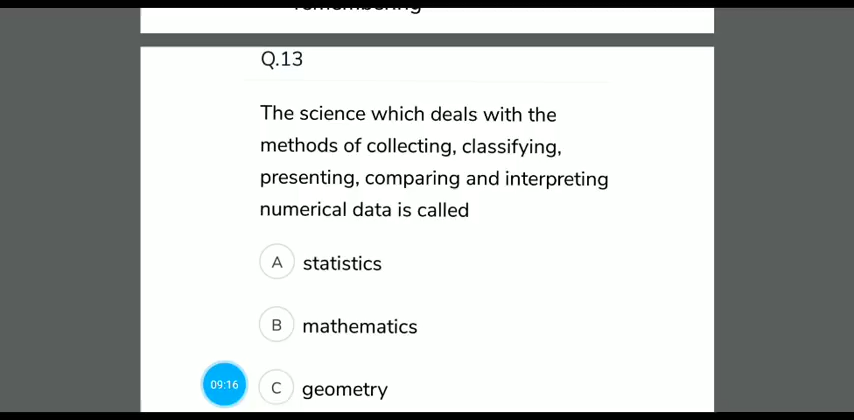 remembering
Q.13
The science which deals with the
methods of collecting, classifying,
presenting, comparing and interpreting
numerical data is called
A statistics
B mathematics
09:16 C geometry